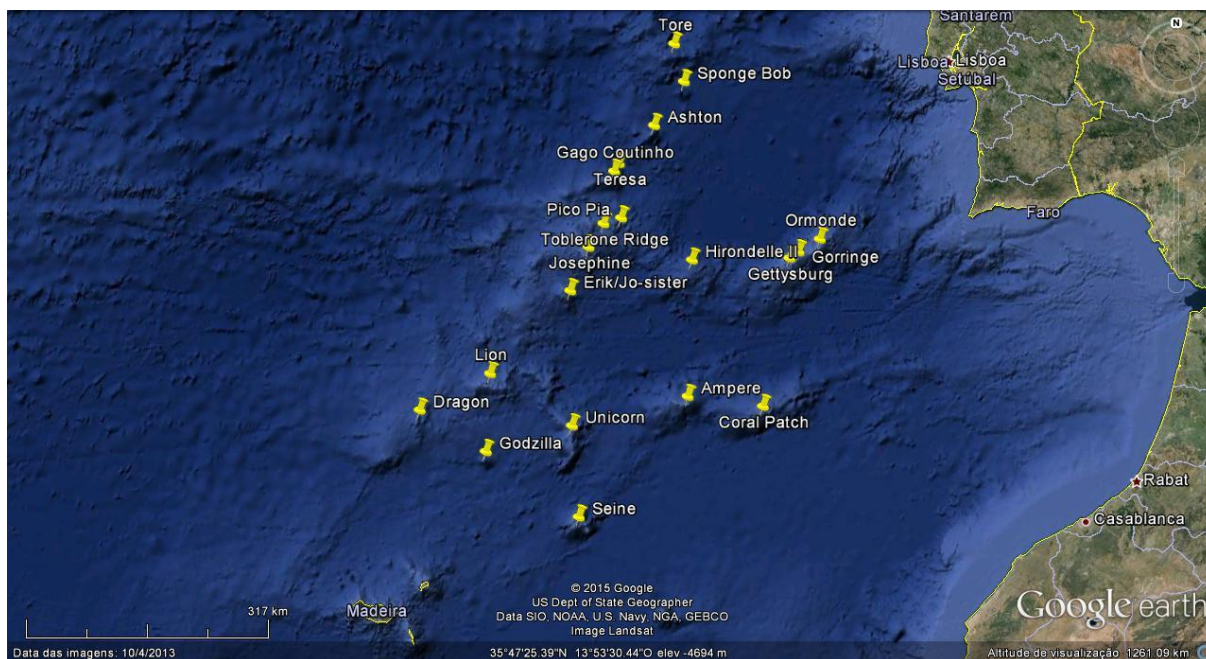 Santarem
Tore
N
Lisboa Lisboa
Sponge Bob
Setúbal
Ashton
Gago Coutinho
Teresa
Pico Pia
Ormonde
Faro
Toblerone Ridge
Hirondelle II
Gorringe
Josephine
Gettysburg
Erik/Jo-sister
Lion
Ampere
Dragon
Unicorn
Coral Patch
Godzilla
Rabat
Seine
Casablanca
© 2015 Google
US Dept of State Geographer
Data SIO, NOAA, U.S. Navy, NGA, GEBCO
Image Landsat
317 km
Madeira
Google earth
Data das imagens: 10/4/2013
35°47'25.39"N 13°53'30.44"O elev -4694 m
Altitude de visualização 1261.09 km